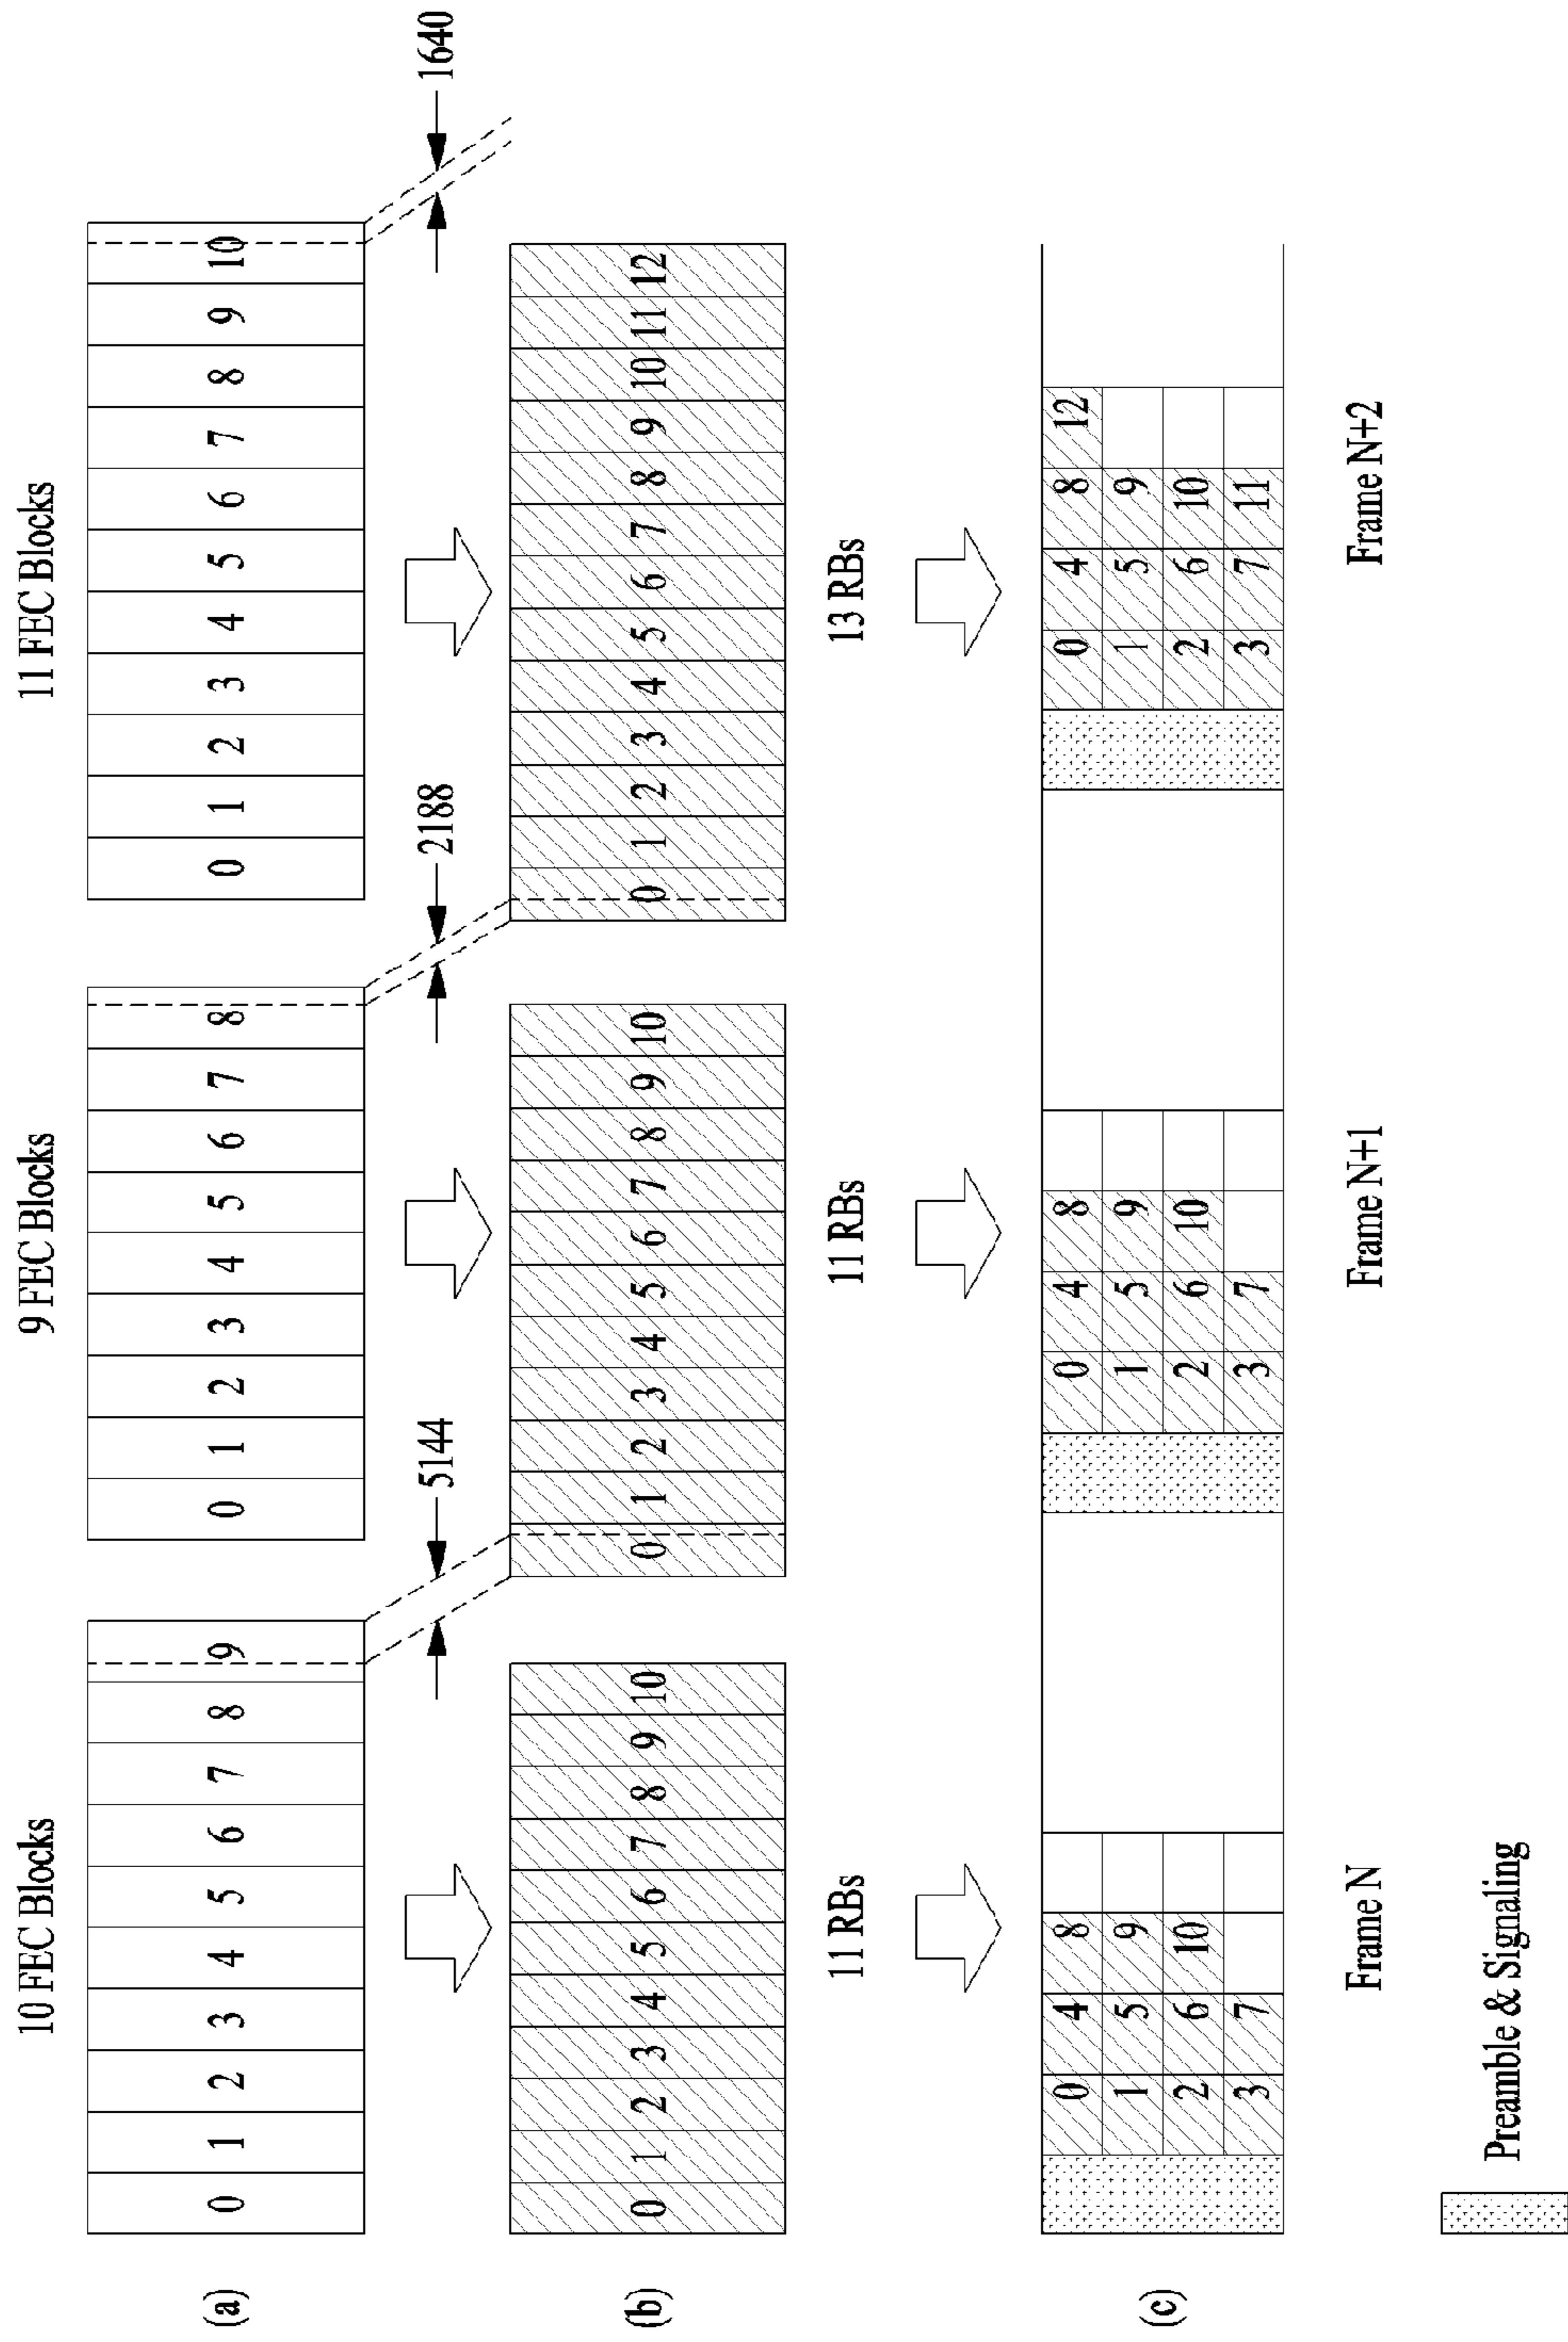 10 FEC Blocks 9 FEC Blocks 11 FEC Blocks
(a) 0 1 2 3 4 5 6 7 8 9 0 1 2 3 4 5 6 7 8 0 1 2 3 4 5 6 7 8 9 10
5144 2188 1640
(b) 0 1 2 3 4 5 6 7 8 9 10 0 1 2 3 4 5 6 7 8 9 10 0 1 2 3 4 5 6 7 8 9 10 11 12
11 RBs 11 RBs 13 RBs
0 4 8 0 4 8 0 4 8 12
1 5 9 1 5 9 1 5 9
(c) 2 6 10 2 6 10 2 6 10
3 7 3 7 3 7 11
Frame N Frame N+1 Frame N+2
Preamble & Signaling